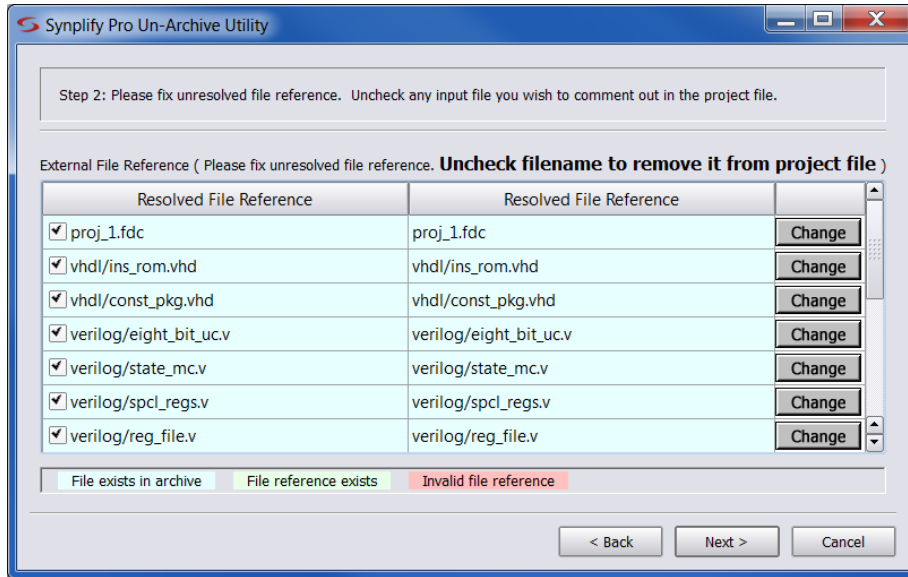 Synplify Pro Un-Archive Utility
Step 2: Please fix unresolved file reference. Uncheck any input file you wish to comment out in the project file.
External File Reference ( Please fix unresolved file reference. Uncheck filename to remove it from project file )
Resolved File Reference Resolved File Reference
proj_1.fdc proj_1.fdc Change
vhdl/ins_rom.vhd vhdl/ins_rom.vhd Change
vhdl/const_pkg.vhd vhdl/const_pkg.vhd Change
verilog/eight_bit_uc.v verilog/eight_bit_uc.v Change
verilog/state_mc.v verilog/state_mc.v Change
verilog/spcl_regs.v verilog/spcl_regs.v Change
verilog/reg_file.v verilog/reg_file.v Change
File exists in archive File reference exists Invalid file reference
< Back Next > Cancel